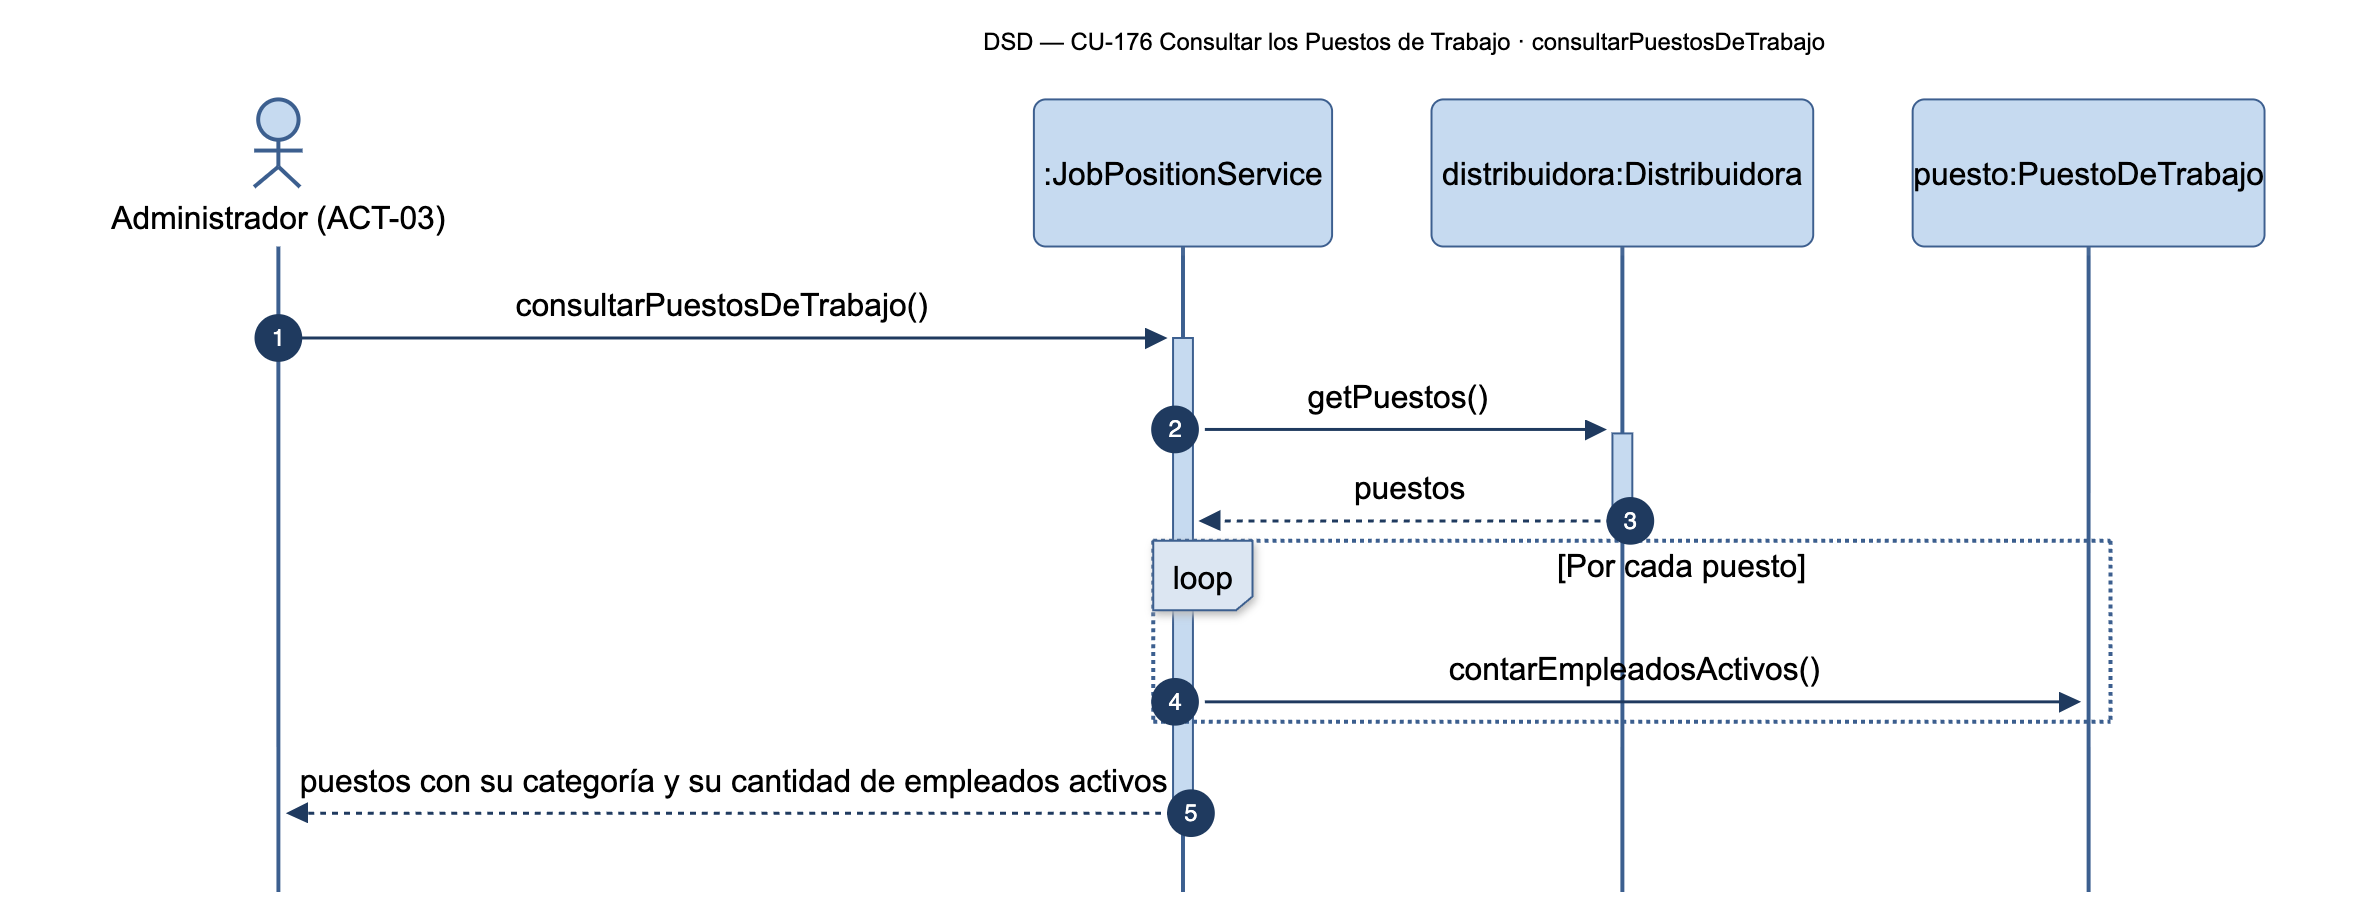 DSD — CU-176 Consultar los Puestos de Trabajo · consultarPuestosDeTrabajo
Administrador (ACT-03)
:JobPositionService
distribuidora:Distribuidora
puesto:PuestoDeTrabajo
consultarPuestosDeTrabajo()
1
getPuestos()
2
puestos
3
loop
[Por cada puesto]
contarEmpleadosActivos()
4
puestos con su categoría y su cantidad de empleados activos
5